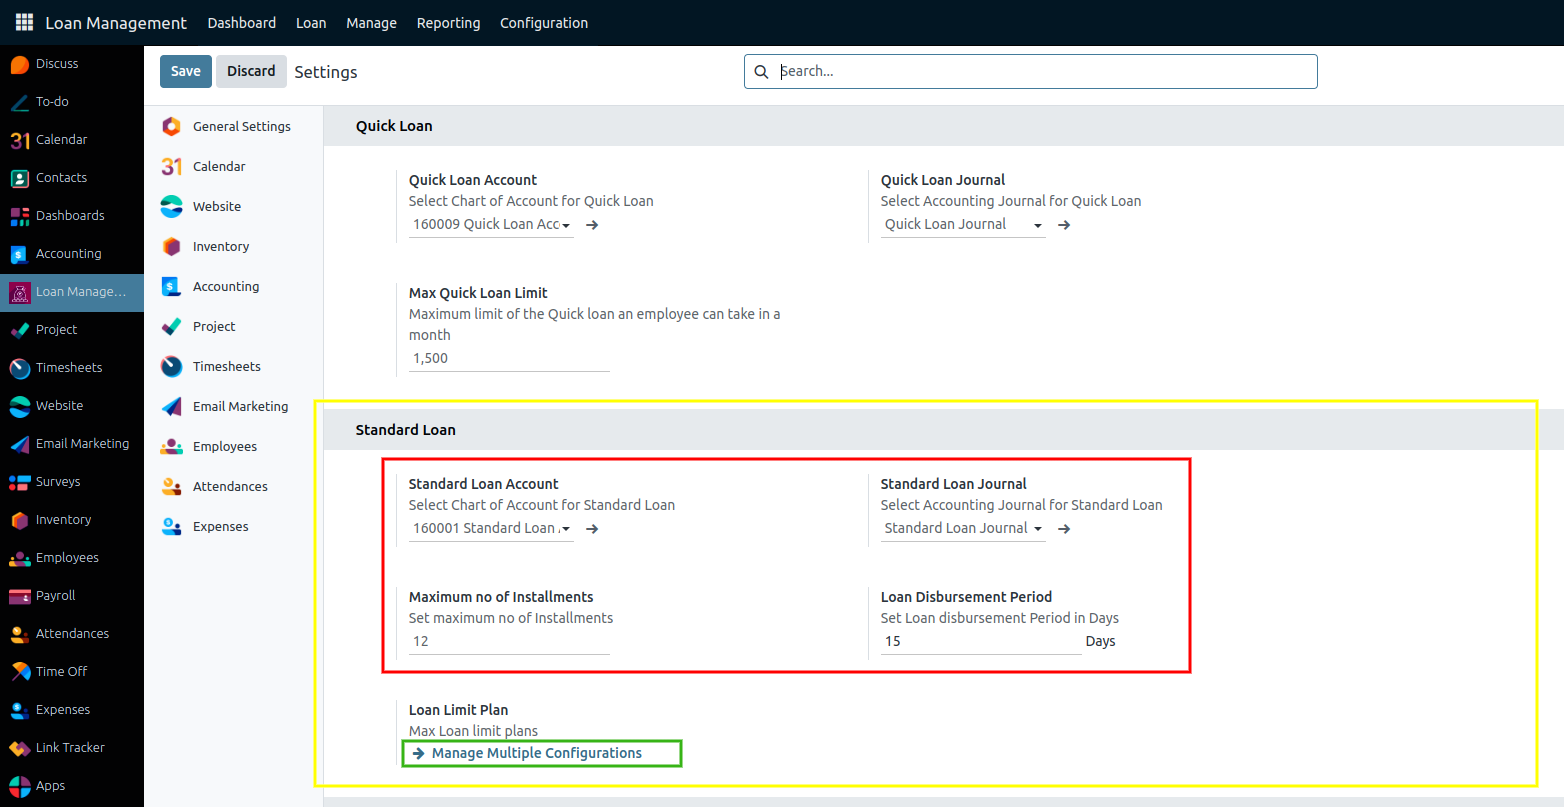 Loan Management Dashboard Loan Manage Reporting Configuration
Discuss
To-do
31 Calendar
Contacts
Dashboards
Accounting
Loan Manage...
Project
Timesheets
Website
Email Marketing
Surveys
Inventory
Employees
Payroll
Attendances
Time Off
Expenses
Link Tracker
Apps
Save Discard Settings
Search...
General Settings
31 Calendar
Website
Inventory
Accounting
Project
Timesheets
Email Marketing
Employees
Attendances
Expenses
Quick Loan
Quick Loan Account
Select Chart of Account for Quick Loan
160009 Quick Loan Acc
Quick Loan Journal
Select Accounting Journal for Quick Loan
Quick Loan Journal
Max Quick Loan Limit
Maximum limit of the Quick loan an employee can take in a
month
1,500
Standard Loan
Standard Loan Account
Select Chart of Account for Standard Loan
160001 Standard Loan
Standard Loan Journal
Select Accounting Journal for Standard Loan
Standard Loan Journal
Maximum no of Installments
Set maximum no of Installments
12
Loan Disbursement Period
Set Loan disbursement Period in Days
15 Days
Loan Limit Plan
Max Loan limit plans
→ Manage Multiple Configurations